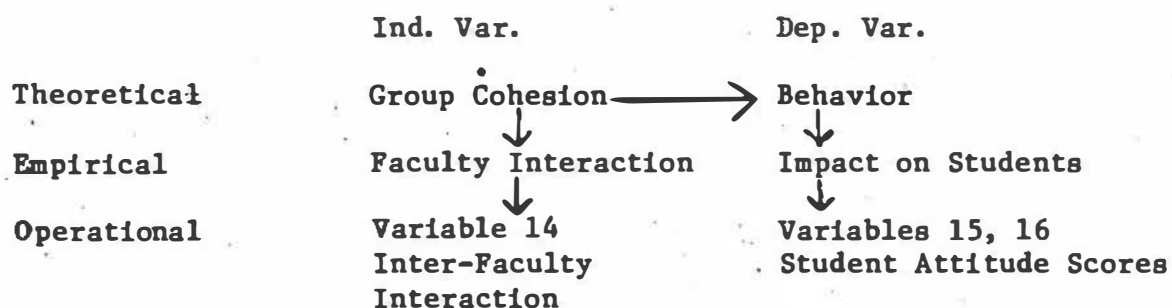 Ind. Var. Dep. Var.
Theoretical Group Cohesion Behavior
Empirical Faculty Interaction Impact on Students
Operational Variable 14 Variables 15, 16
Inter-Faculty Student Attitude Scores
Interaction